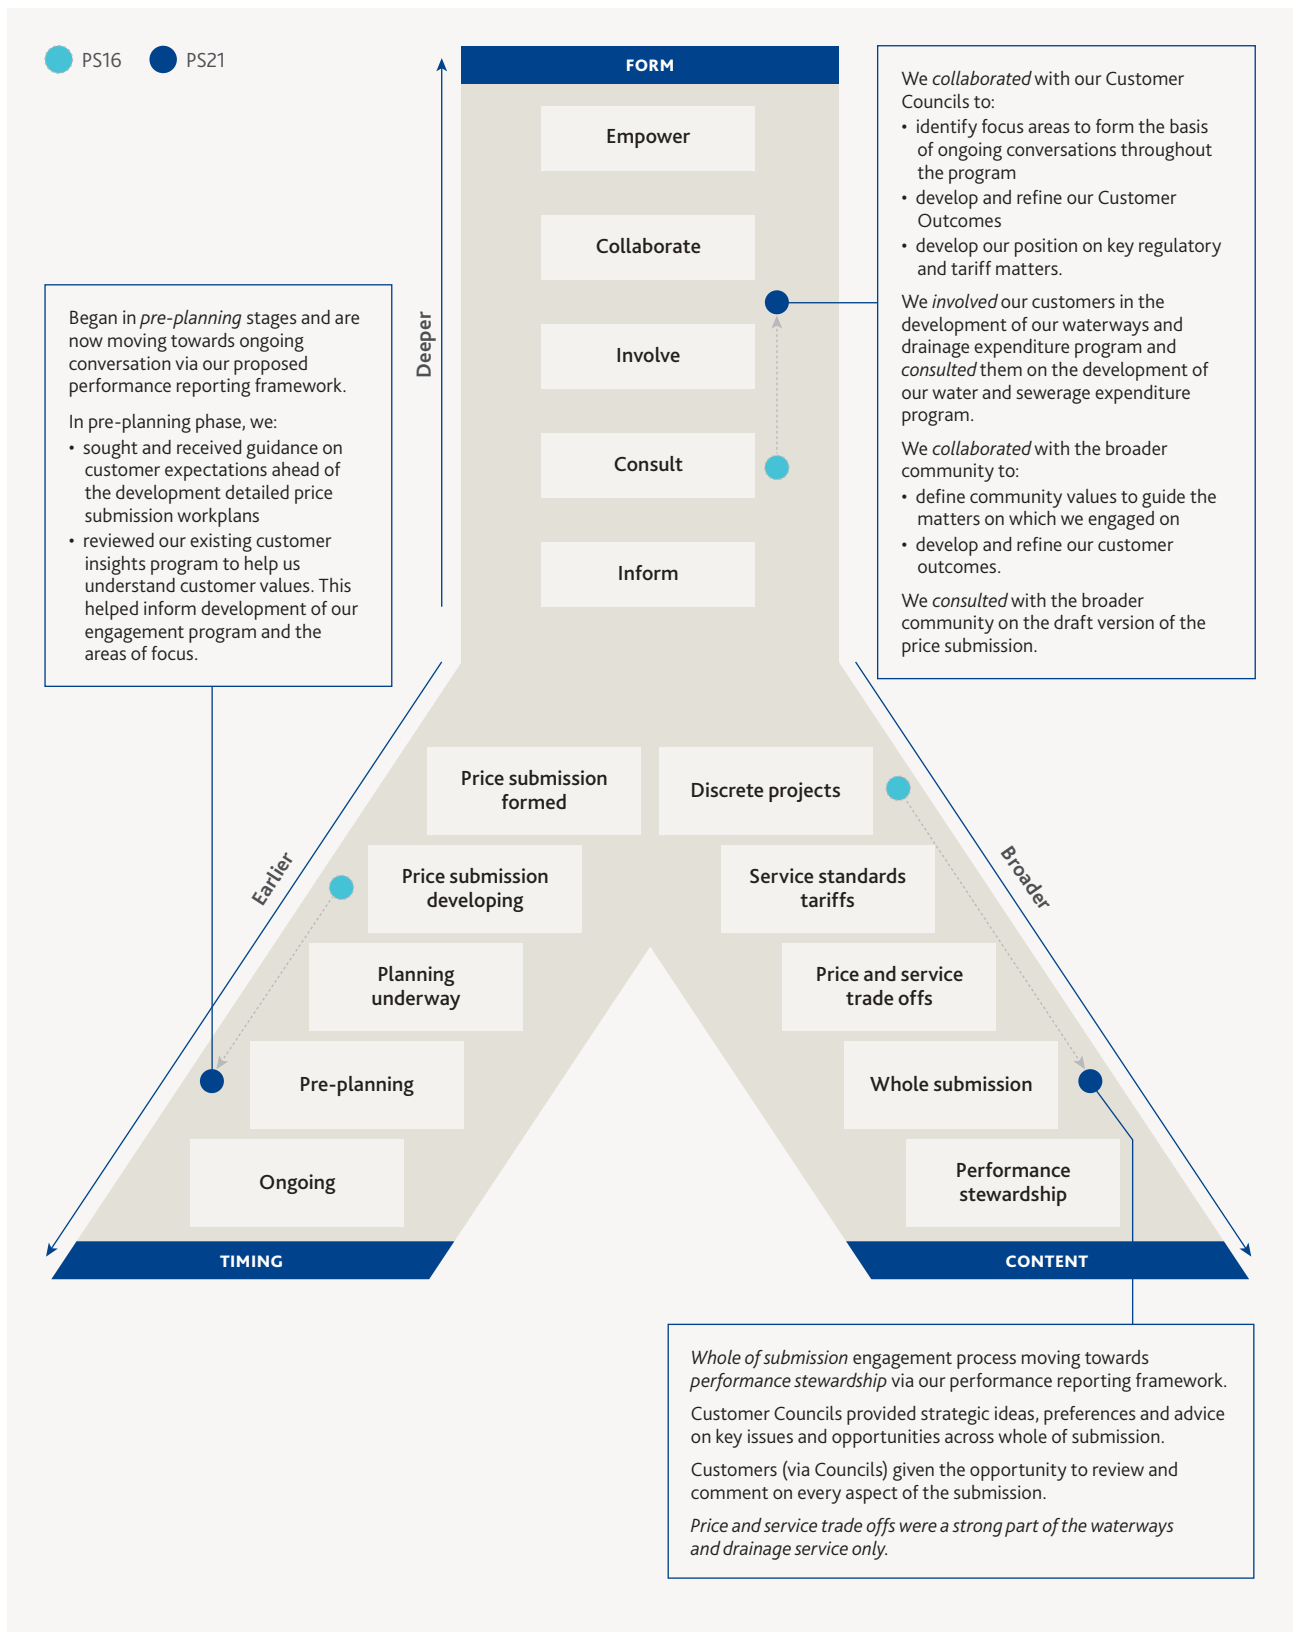 PS16
PS21
FORM
Empower
Collaborate
Involve
Consult
Inform
Deeper
We collaborated with our Customer
Councils to:
• identify focus areas to form the basis
of ongoing conversations throughout
the program
• develop and refine our Customer
Outcomes
• develop our position on key regulatory
and tariff matters.
We involved our customers in the
development of our waterways and
drainage expenditure program and
consulted them on the development of
our water and sewerage expenditure
program.
We collaborated with the broader
community to:
• define community values to guide the
matters on which we engaged on
• develop and refine our customer
outcomes.
We consulted with the broader
community on the draft version of the
price submission.
Began in pre-planning stages and are
now moving towards ongoing
conversation via our proposed
performance reporting framework.
In pre-planning phase, we:
• sought and received guidance on
customer expectations ahead of
the development detailed price
submission workplans
• reviewed our existing customer
insights program to help us
understand customer values. This
helped inform development of our
engagement program and the
areas of focus.
Earlier
Price submission
formed
Price submission
developing
Planning
underway
Pre-planning
Ongoing
TIMING
Broader
Discrete projects
Service standards
tariffs
Price and service
trade offs
Whole submission
Performance
stewardship
CONTENT
Whole of submission engagement process moving towards
performance stewardship via our performance reporting framework.
Customer Councils provided strategic ideas, preferences and advice
on key issues and opportunities across whole of submission.
Customers (via Councils) given the opportunity to review and
comment on every aspect of the submission.
Price and service trade offs were a strong part of the waterways
and drainage service only.